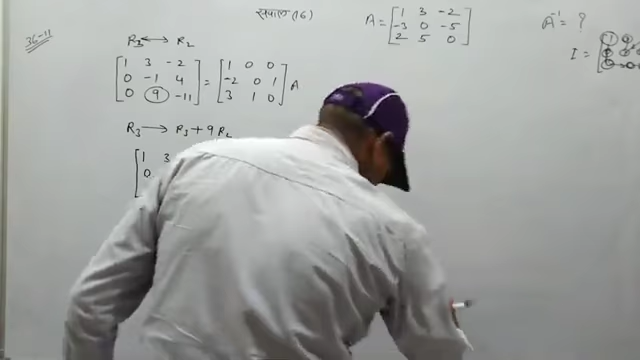 सवाल (16)
A = [ 1 3 -2 ; -3 0 -5 ; 2 5 0 ]
A⁻¹ = ?
I =
36-11
R₃ ⟷ R₂
[ 1 3 -2 ; 0 -1 4 ; 0 9 -11 ] = [ 1 0 0 ; -2 0 1 ; 3 1 0 ] A
R₃ ⟶ R₃ + 9R₂
[ 1 3
0